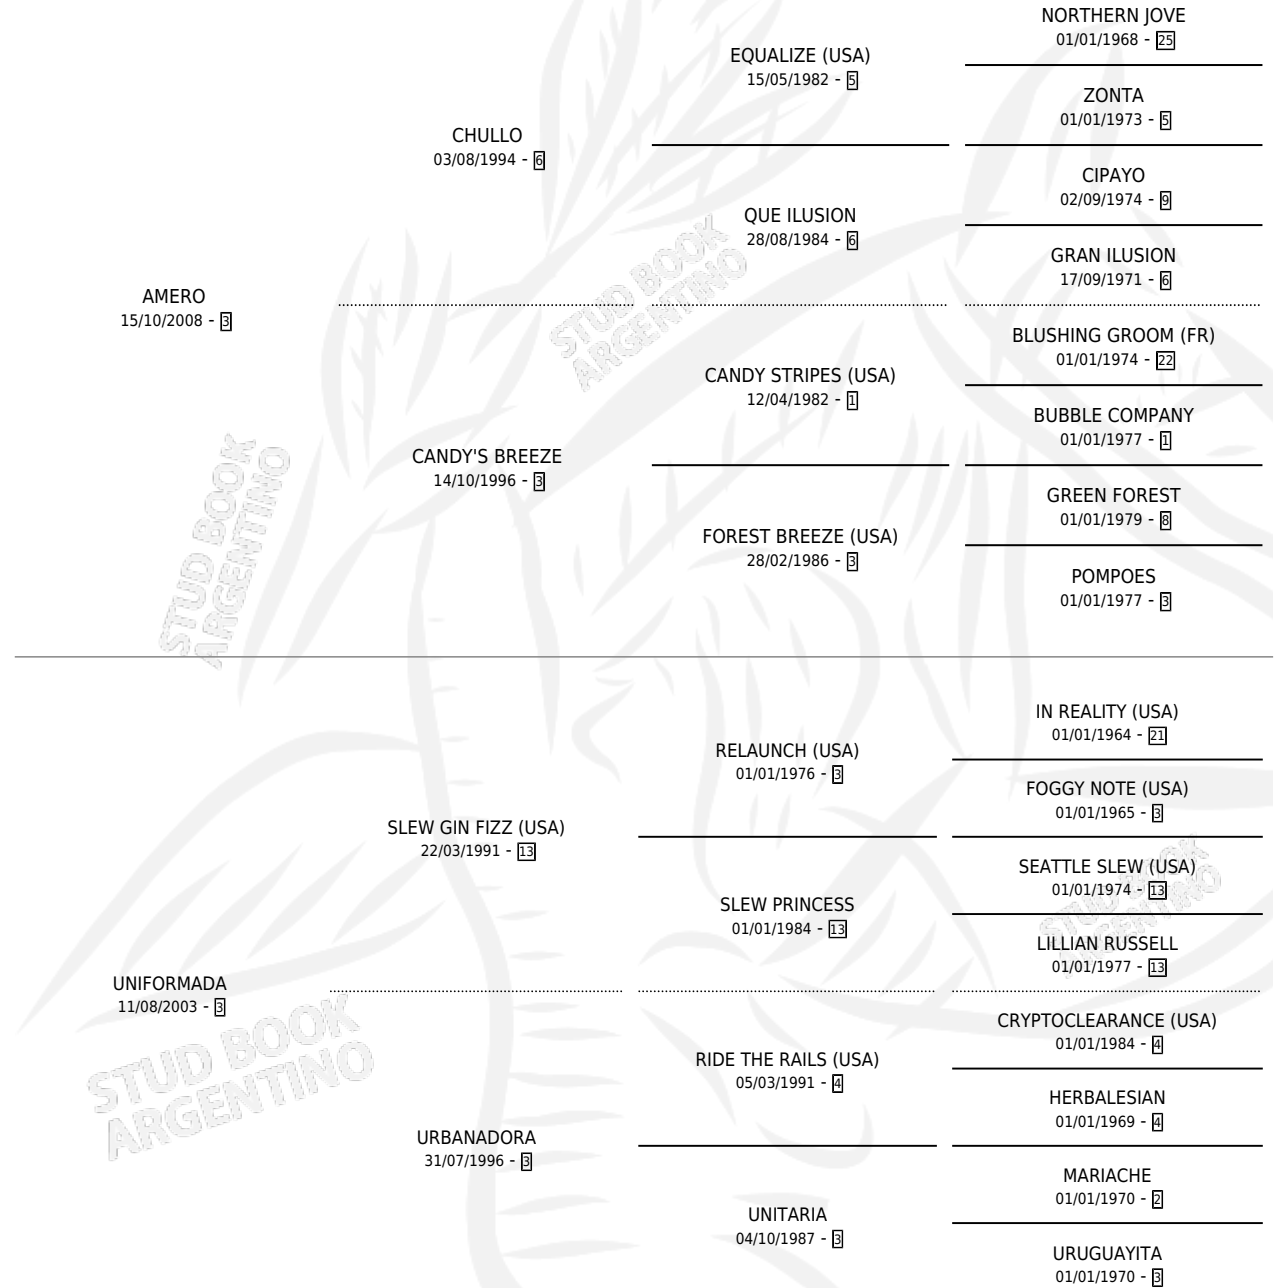 NORTHERN JOVE
01/01/1968 - 25
EQUALIZE (USA)
15/05/1982 - 5
ZONTA
01/01/1973 - 5
CHULLO
03/08/1994 - 6
CIPAYO
02/09/1974 - 9
QUE ILUSION
28/08/1984 - 6
GRAN ILUSION
17/09/1971 - 6
AMERO
15/10/2008 - 3
BLUSHING GROOM (FR)
01/01/1974 - 22
CANDY STRIPES (USA)
12/04/1982 - 1
BUBBLE COMPANY
01/01/1977 - 1
CANDY'S BREEZE
14/10/1996 - 3
GREEN FOREST
01/01/1979 - 8
FOREST BREEZE (USA)
28/02/1986 - 3
POMPOES
01/01/1977 - 3
IN REALITY (USA)
01/01/1964 - 21
RELAUNCH (USA)
01/01/1976 - 3
FOGGY NOTE (USA)
01/01/1965 - 3
SLEW GIN FIZZ (USA)
22/03/1991 - 13
SEATTLE SLEW (USA)
01/01/1974 - 13
SLEW PRINCESS
01/01/1984 - 13
LILLIAN RUSSELL
01/01/1977 - 13
UNIFORMADA
11/08/2003 - 3
CRYPTOCLEARANCE (USA)
01/01/1984 - 4
RIDE THE RAILS (USA)
05/03/1991 - 4
HERBALESIAN
01/01/1969 - 4
URBANADORA
31/07/1996 - 3
MARIACHE
01/01/1970 - 2
UNITARIA
04/10/1987 - 3
URUGUAYITA
01/01/1970 - 3
STUD BOOK
ARGENTINO
STUD BOOK
ARGENTINO
STUD BOOK
ARGENTINO
STUD BOOK
ARGENTINO